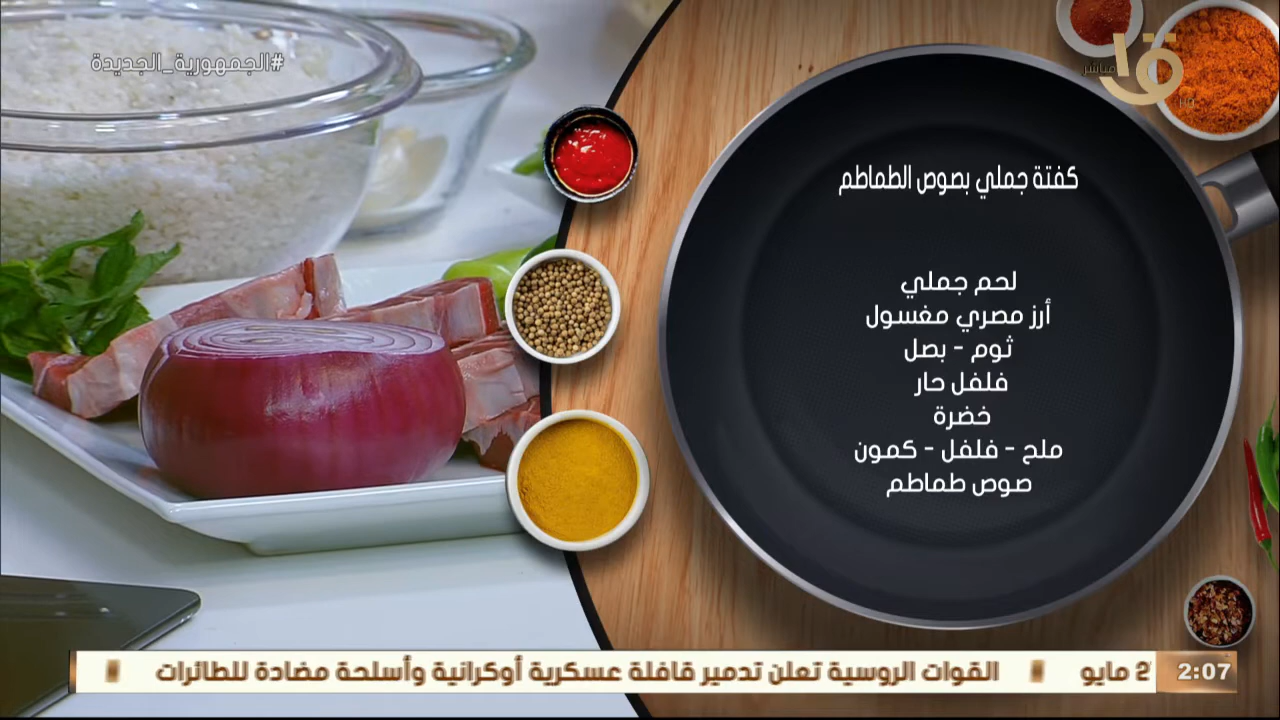 #الجمهورية_الجديدة
مباشر
كفتة جملي بصوص الطماطم
لحم جملي
أرز مصري مغسول
ثوم - بصل
فلفل حار
خضرة
ملح - فلفل - كمون
صوص طماطم
2:07
2 مايو
القوات الروسية تعلن تدمير قافلة عسكرية أوكرانية وأسلحة مضادة للطائرات